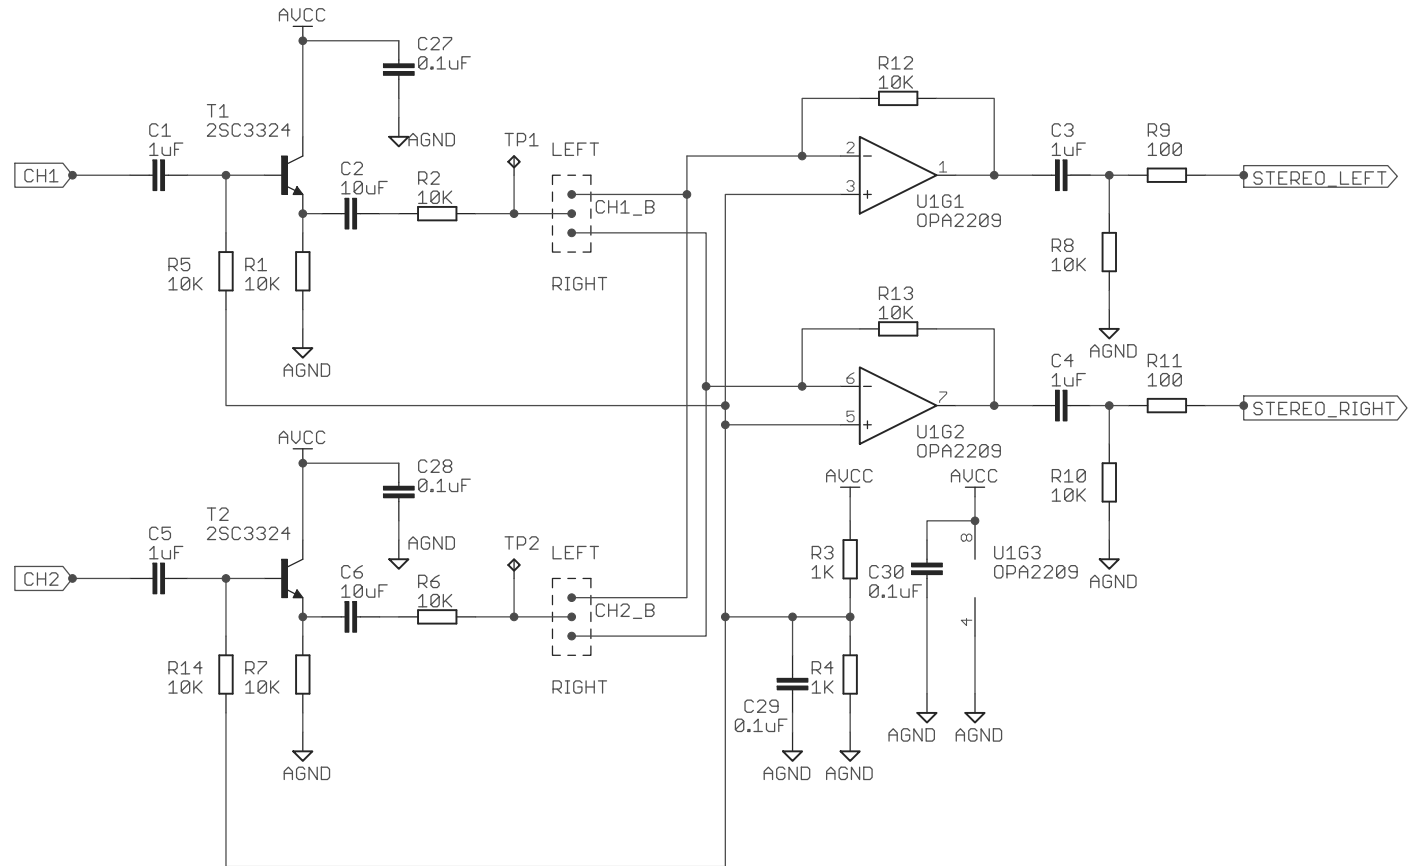 AVCC
C27
0.1uF
AGND
T1
2SC3324
C1
1uF
CH1
C2
10uF
R2
10K
TP1
LEFT
CH1_B
RIGHT
R5
10K
R1
10K
AGND
R12
10K
2
3
1
U1G1
OPA2209
C3
1uF
R9
100
STEREO_LEFT
R8
10K
AGND
R13
10K
6
5
7
U1G2
OPA2209
C4
1uF
R11
100
STEREO_RIGHT
R10
10K
AGND
AVCC
C28
0.1uF
AGND
T2
2SC3324
C5
1uF
CH2
C6
10uF
R6
10K
TP2
LEFT
CH2_B
RIGHT
R14
10K
R7
10K
AGND
AVCC
R3
1K
R4
1K
C29
0.1uF
AGND
AGND
AVCC
8
U1G3
OPA2209
C30
0.1uF
4
AGND
AGND